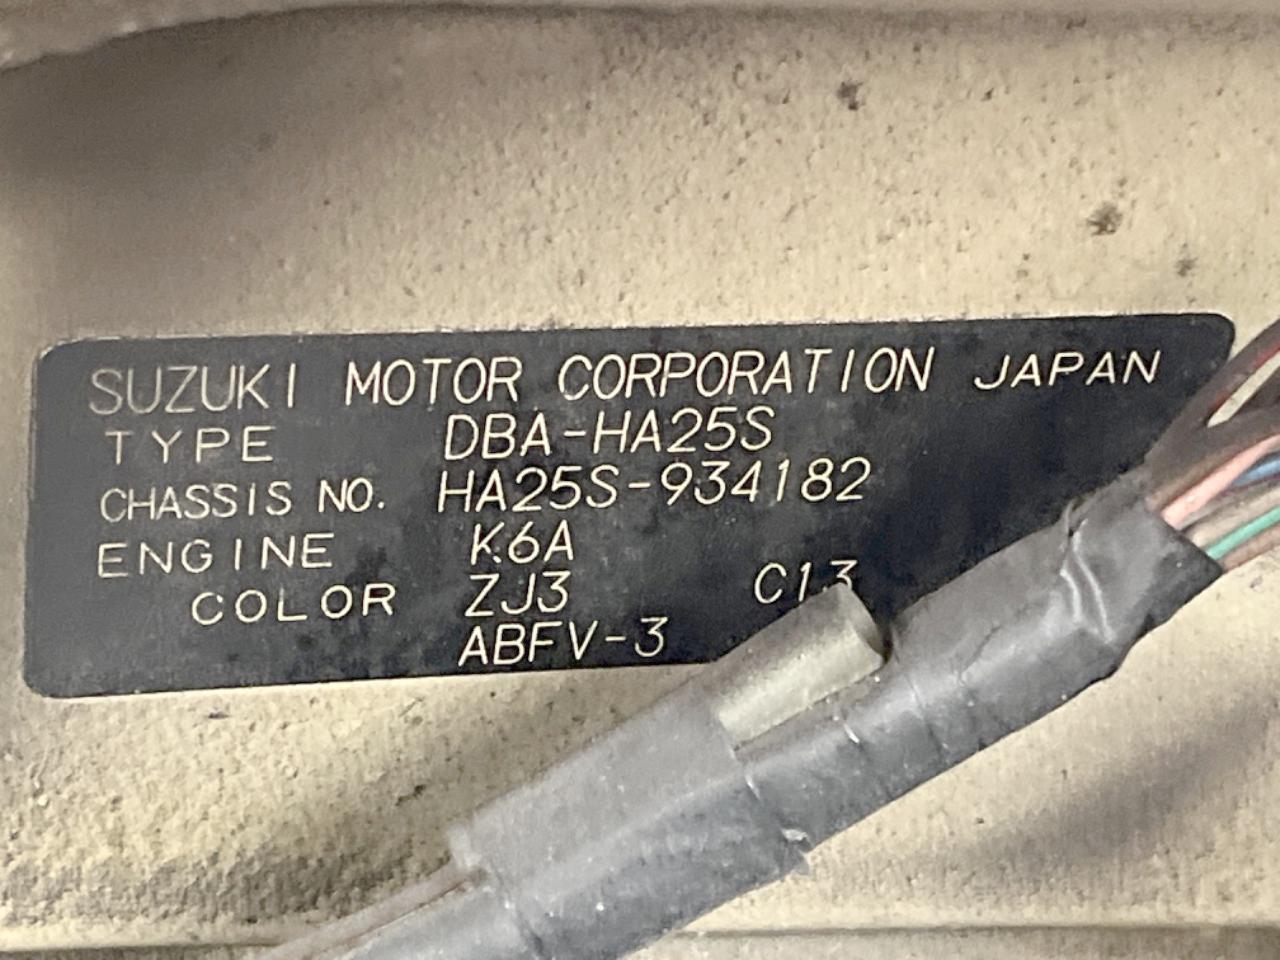 SUZUKI MOTOR CORPORATION JAPAN
TYPE DBA-HA25S
CHASSIS NO. HA25S-934182
ENGINE K6A
COLOR ZJ3 C13
ABFV-3